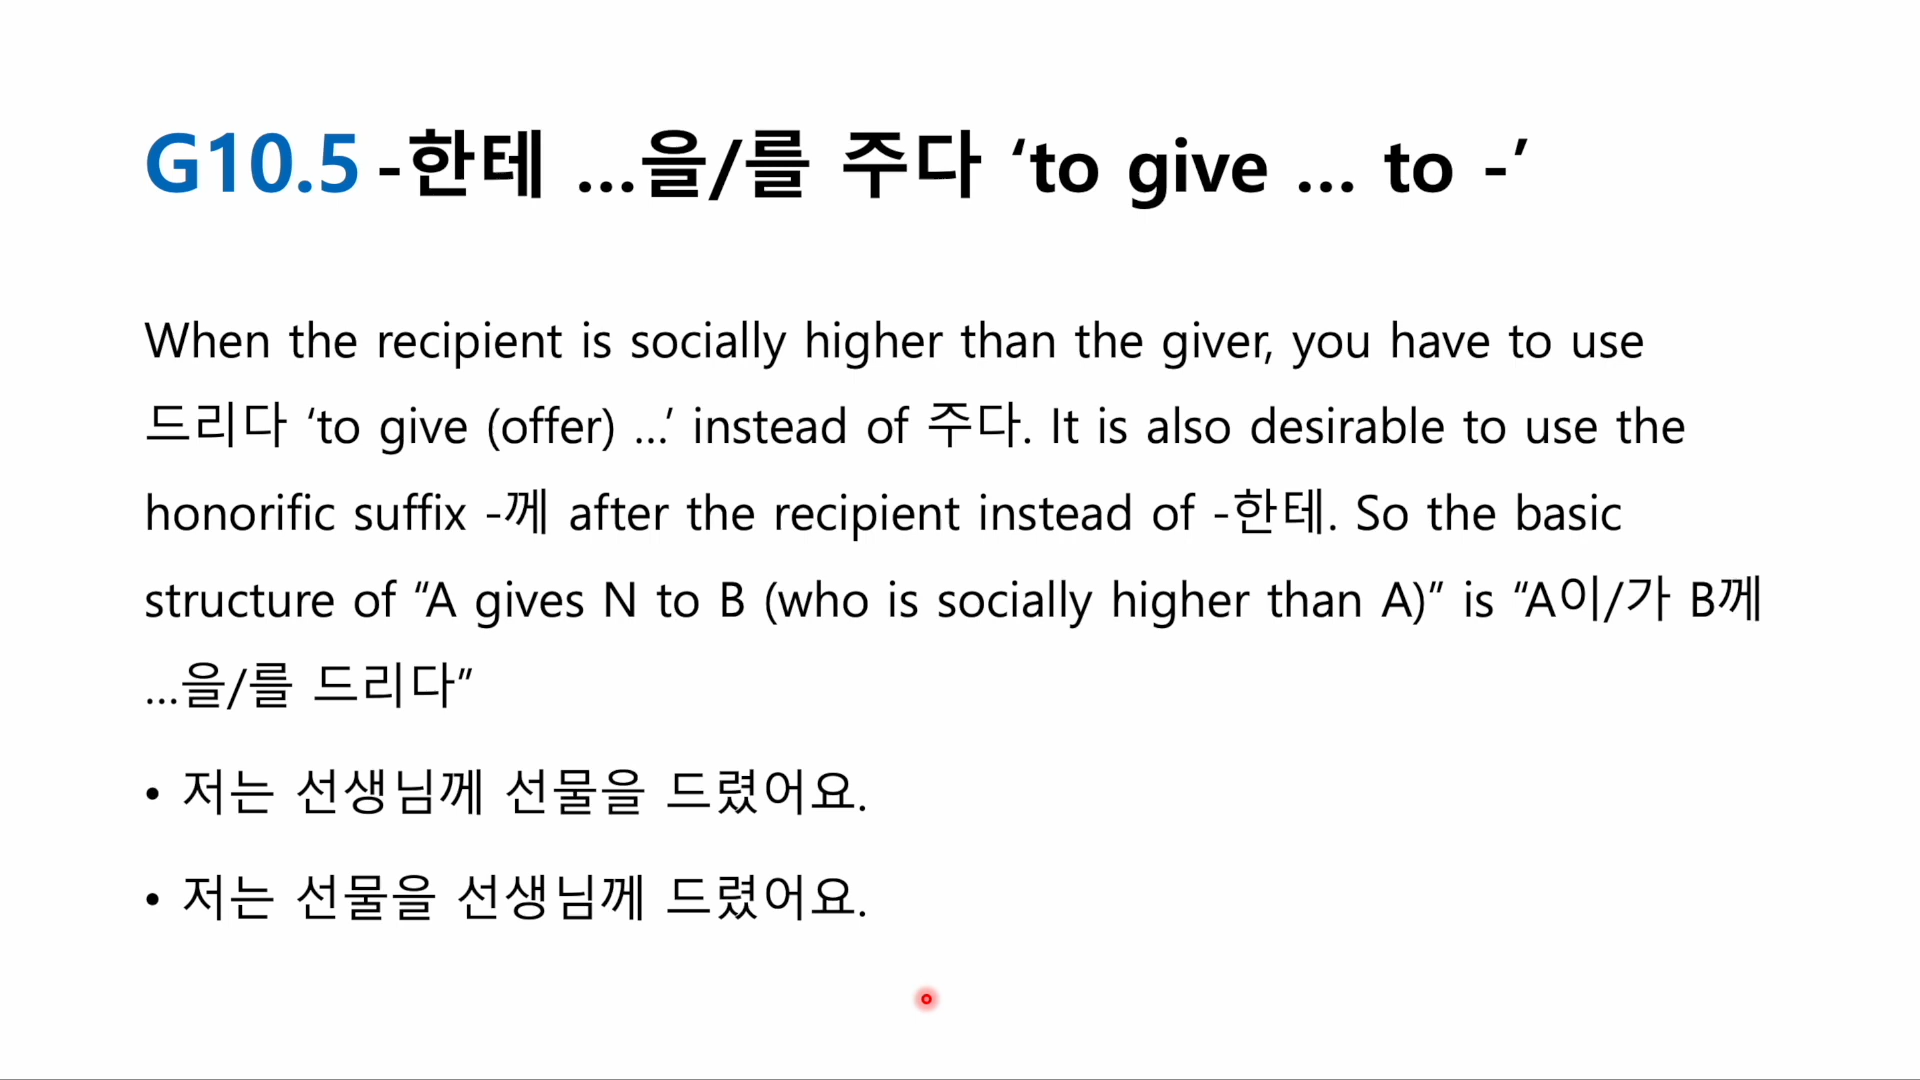 G10.5 -한테 …을/를 주다 ‘to give … to -’
When the recipient is socially higher than the giver, you have to use
드리다 ‘to give (offer) …’ instead of 주다. It is also desirable to use the
honorific suffix -께 after the recipient instead of -한테. So the basic
structure of “A gives N to B (who is socially higher than A)” is “A이/가 B께
…을/를 드리다”
• 저는 선생님께 선물을 드렸어요.
• 저는 선물을 선생님께 드렸어요.